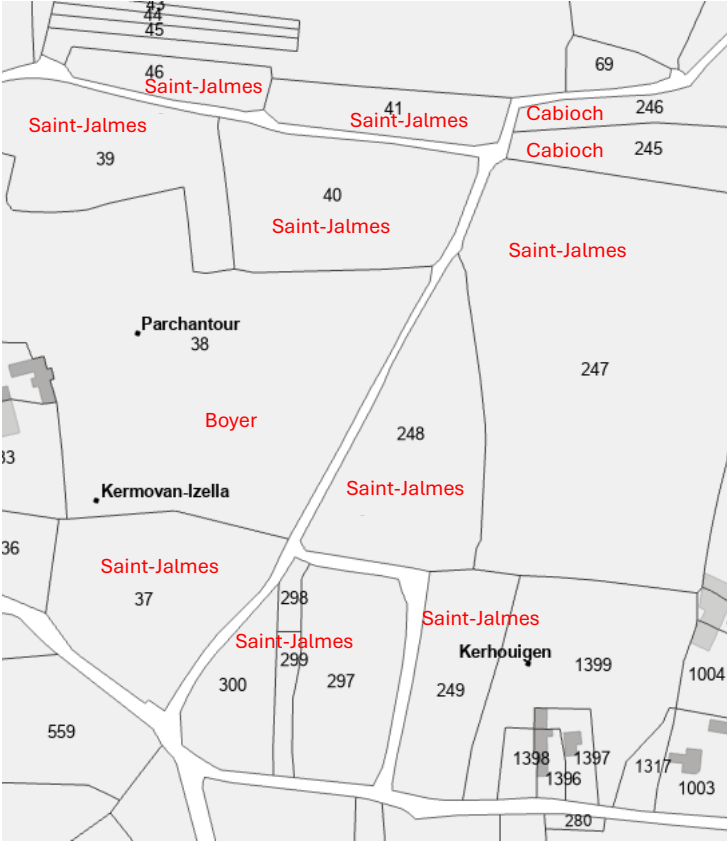 43
44
45
46
Saint-Jalmes
69
41
Saint-Jalmes
Cabioch
246
Cabioch
245
Saint-Jalmes
39
40
Saint-Jalmes
Saint-Jalmes
247
Parchantour
38
Boyer
248
Saint-Jalmes
33
Kermovan-Izella
36
Saint-Jalmes
37
298
Saint-Jalmes
299
300
297
Saint-Jalmes
Kerhouigen
249
1399
1004
559
1398
1397
1396
1317
1003
280